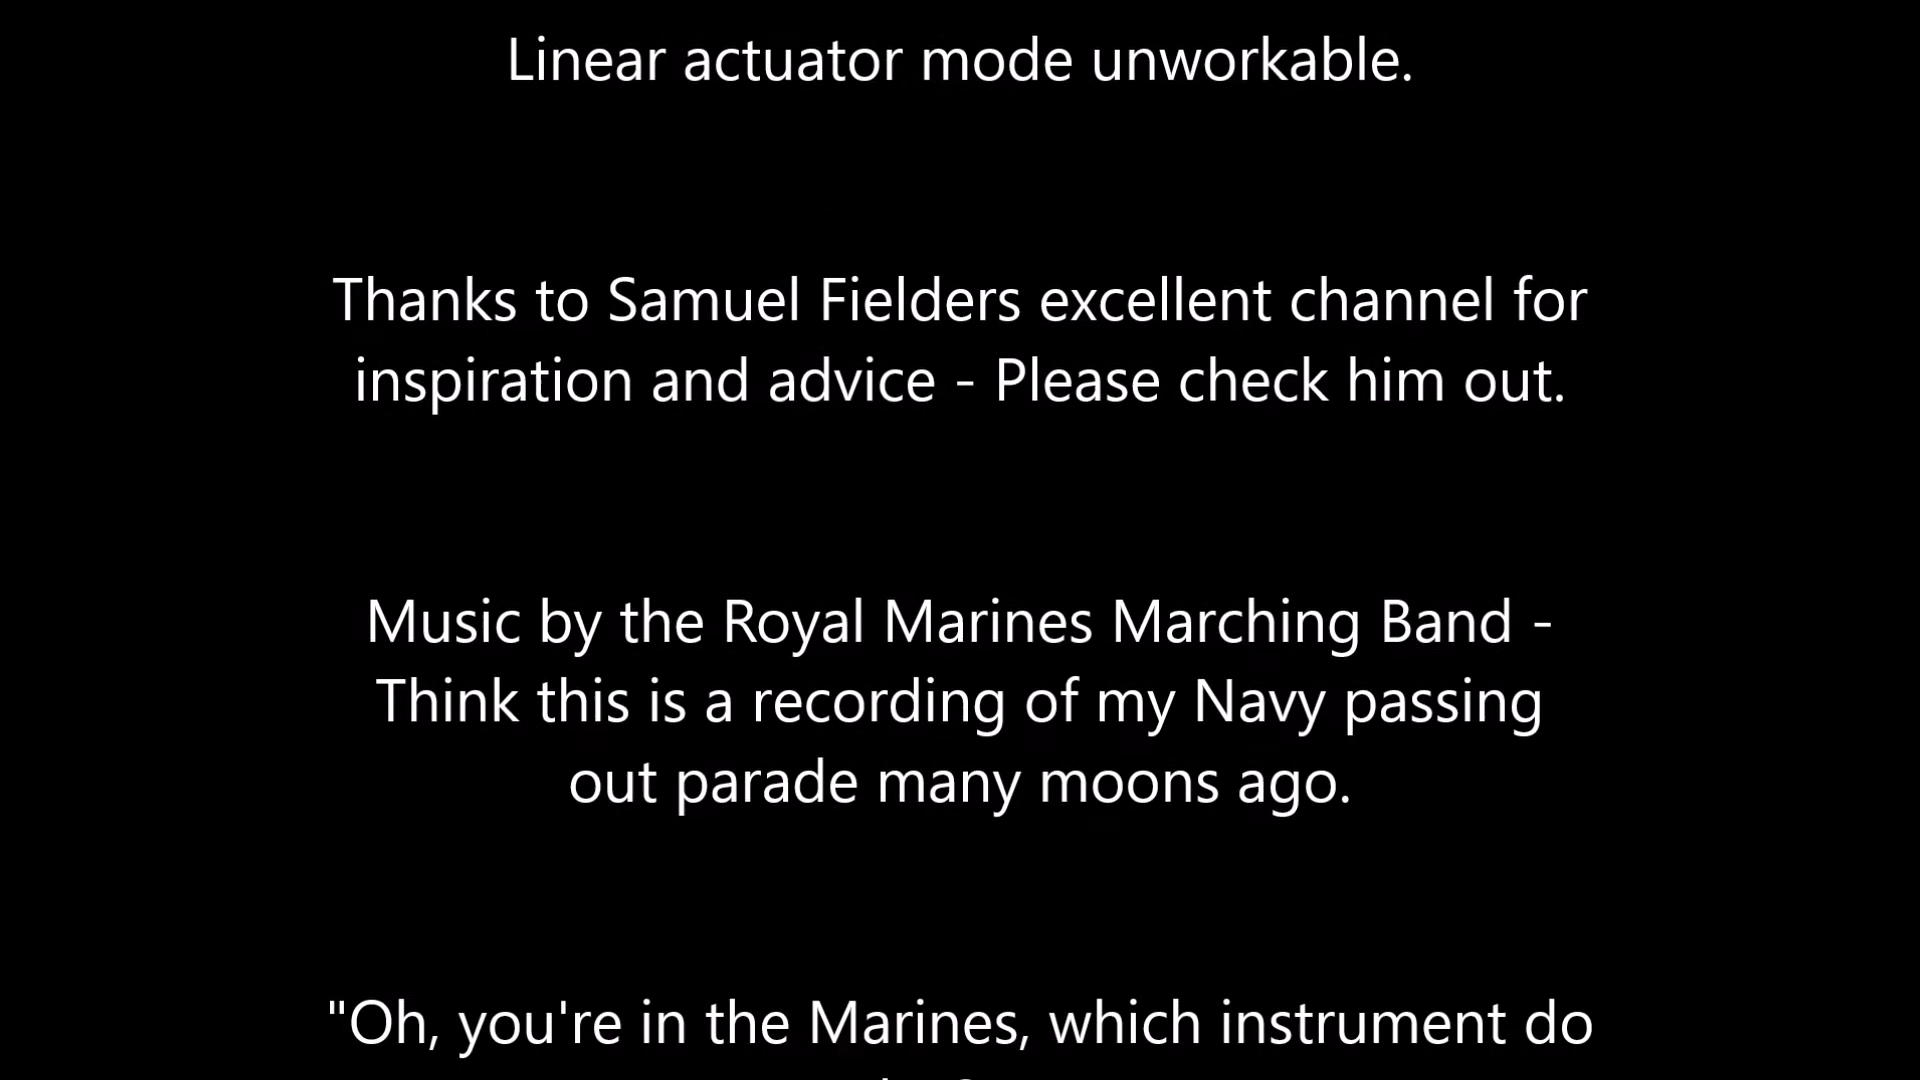 Linear actuator mode unworkable.
Thanks to Samuel Fielders excellent channel for
inspiration and advice - Please check him out.
Music by the Royal Marines Marching Band -
Think this is a recording of my Navy passing
out parade many moons ago.
"Oh, you're in the Marines, which instrument do